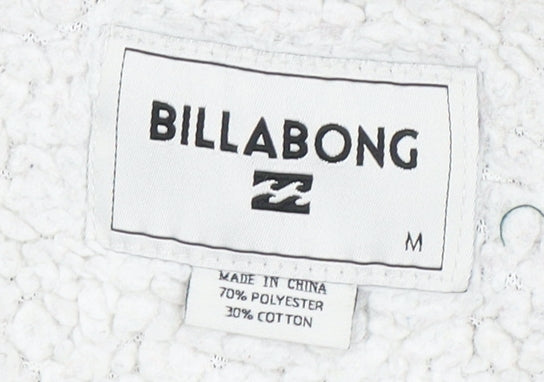 BILLABONG
M
MADE IN CHINA
70% POLYESTER
30% COTTON